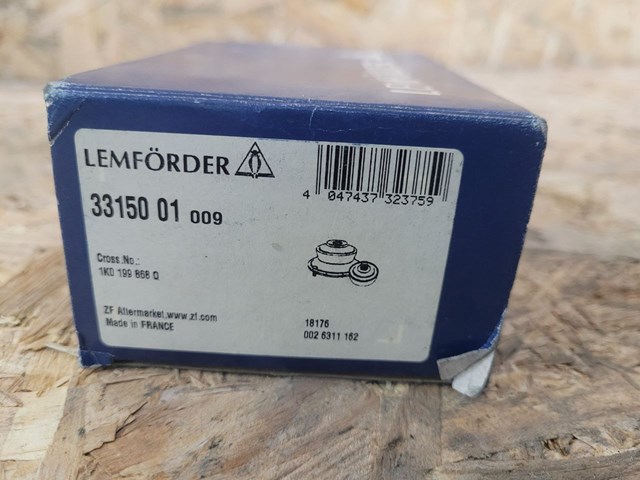 LEMFÖRDER
4 047437 323759
33150 01 009
Cross.No.:
1K0 199 868 Q
ZF Aftermarket,www.zf.com
Made in FRANCE
18176
002 6311 162